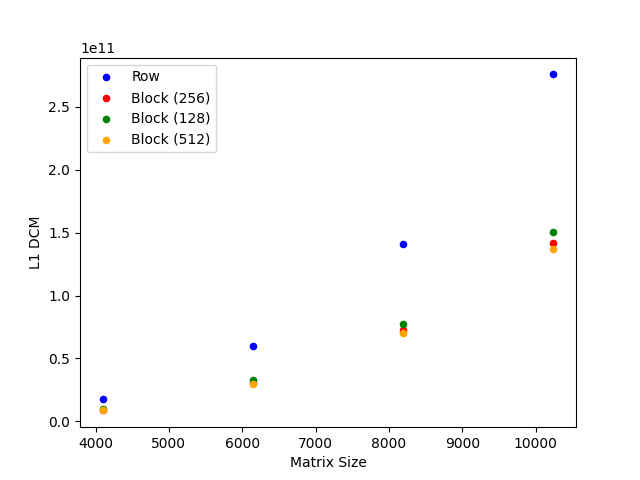 1e11
Row
Block (256)
Block (128)
Block (512)
2.5
2.0
1.5
1.0
0.5
0.0
L1 DCM
4000 5000 6000 7000 8000 9000 10000
Matrix Size